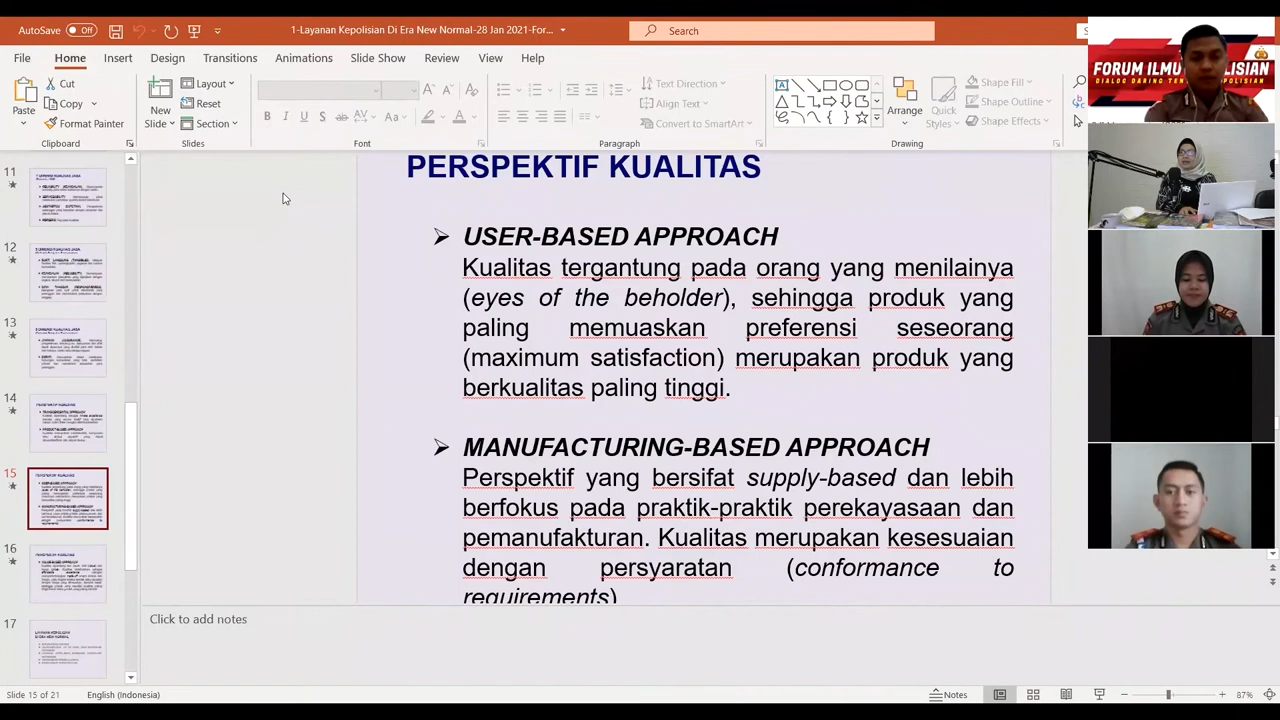 AutoSave Off
1-Layanan Kepolisian Di Era New Normal-28 Jan 2021-For...
Search
File Home Insert Design Transitions Animations Slide Show Review View Help
Paste
Cut
Copy
Format Painter
Clipboard
New
Slide
Layout
Reset
Section
Slides
Font
Text Direction
Align Text
Convert to SmartArt
Paragraph
Arrange
Quick
Styles
Shape Fill
Shape Outline
Shape Effects
Drawing
11
12
13
14
15
16
17
PERSPEKTIF KUALITAS
USER-BASED APPROACH
Kualitas tergantung pada orang yang menilainya
(eyes of the beholder), sehingga produk yang
paling memuaskan preferensi seseorang
(maximum satisfaction) merupakan produk yang
berkualitas paling tinggi.
MANUFACTURING-BASED APPROACH
Perspektif yang bersifat supply-based dan lebih
berfokus pada praktik-praktik perekayasaan dan
pemanufakturan. Kualitas merupakan kesesuaian
dengan persyaratan (conformance to
requirements)
Click to add notes
Slide 15 of 21 English (Indonesia)
Notes
87%
FORUM ILMU